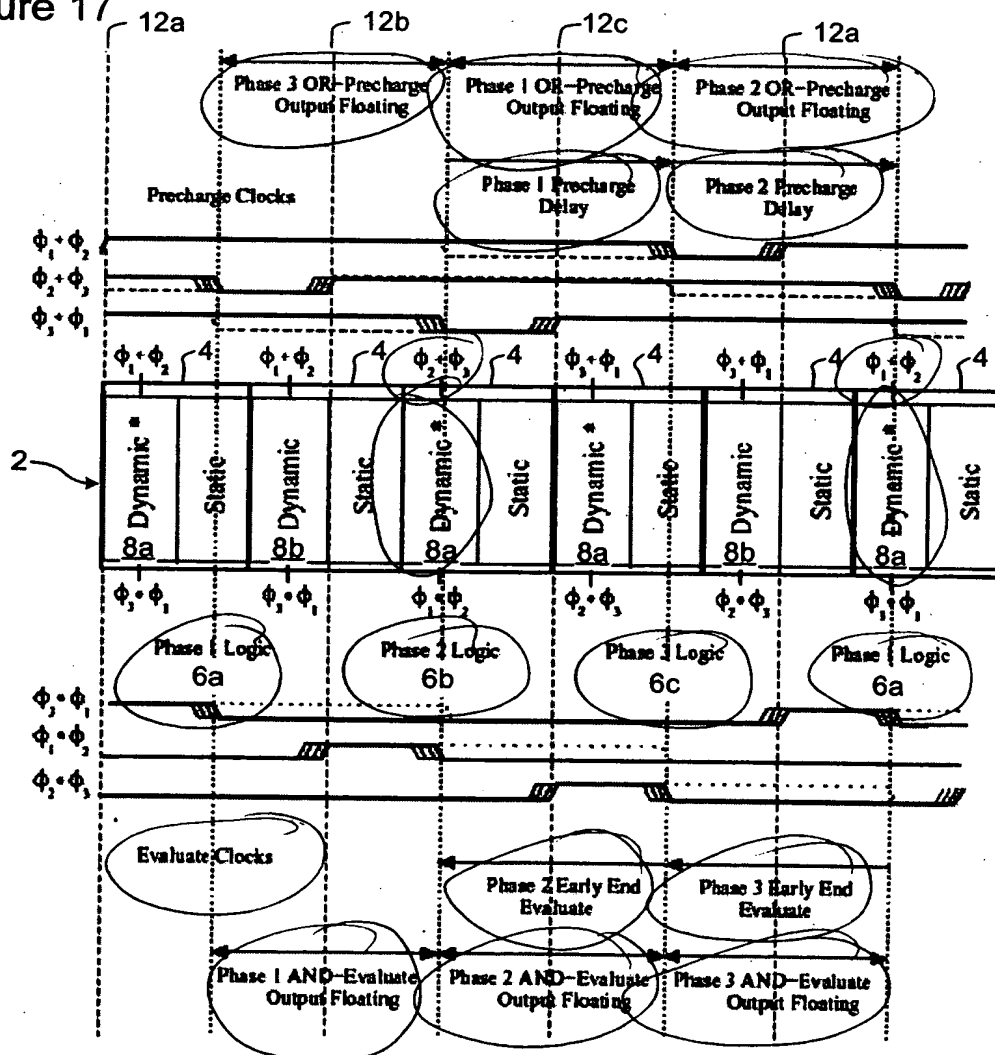 ure 17
12a 12b 12c 12a
Phase 3 OR-Precharge Output Floating
Phase 1 OR-Precharge Output Floating
Phase 2 OR-Precharge Output Floating
Precharge Clocks
Phase 1 Precharge Delay
Phase 2 Precharge Delay
ϕ1 + ϕ2
ϕ2 + ϕ3
ϕ3 + ϕ1
ϕ1 + ϕ2 4 ϕ1 + ϕ2 4 ϕ2 + ϕ3 4 ϕ3 + ϕ1 4 ϕ3 + ϕ1 4 ϕ1 + ϕ2 4
2
Dynamic * Static Dynamic Static Dynamic * Static Dynamic * Static Dynamic Static Dynamic * Static
8a 8b 8a 8a 8b 8a
ϕ3 • ϕ1 ϕ3 • ϕ1 ϕ1 • ϕ2 ϕ2 • ϕ3 ϕ2 • ϕ3
Phase 1 Logic Phase 2 Logic Phase 3 Logic Phase 1 Logic
6a 6b 6c 6a
ϕ3 • ϕ1
ϕ1 • ϕ2
ϕ2 • ϕ3
Evaluate Clocks
Phase 2 Early End Evaluate
Phase 3 Early End Evaluate
Phase 1 AND-Evaluate Output Floating
Phase 2 AND-Evaluate Output Floating
Phase 3 AND-Evaluate Output Floating